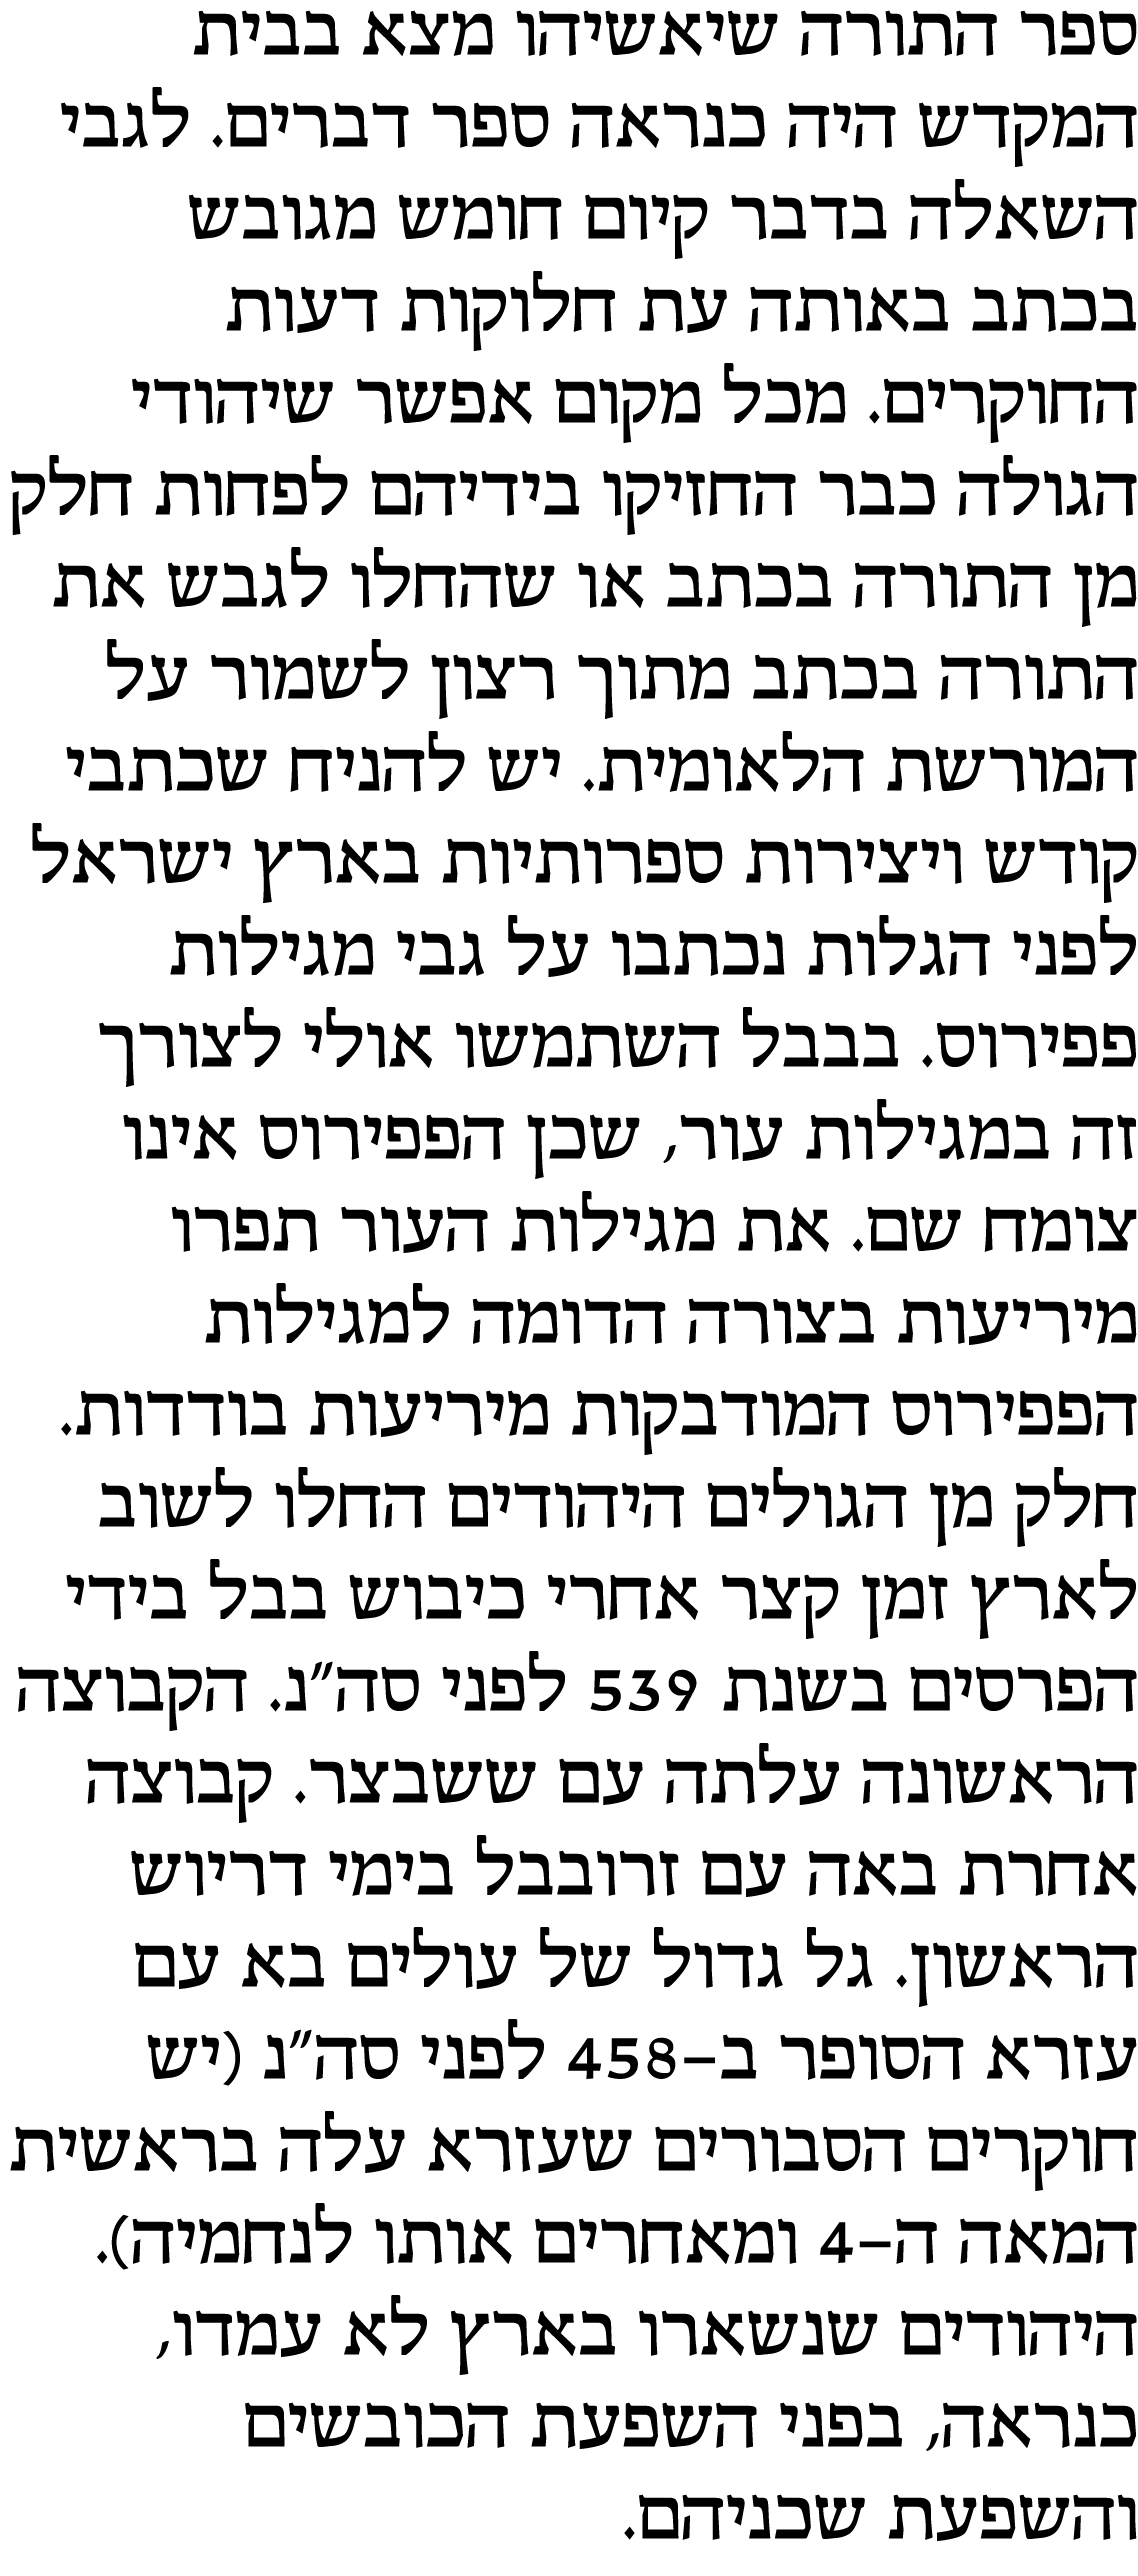 ספר התורה שיאשיהו מצא בבית
המקדש היה כנראה ספר דברים. לגבי
השאלה בדבר קיום חומש מגובש
בכתב באותה עת חלוקות דעות
החוקרים. מכל מקום אפשר שיהודי
הגולה כבר החזיקו בידיהם לפחות חלק
מן התורה בכתב או שהחלו לגבש את
התורה בכתב מתוך רצון לשמור על
המורשת הלאומית. יש להניח שכתבי
קודש ויצירות ספרותיות בארץ ישראל
לפני הגלות נכתבו על גבי מגילות
פפירוס. בבבל השתמשו אולי לצורך
זה במגילות עור, שכן הפפירוס אינו
צומח שם. את מגילות העור תפרו
מיריעות בצורה הדומה למגילות
הפפירוס המודבקות מיריעות בודדות.
חלק מן הגולים היהודים החלו לשוב
לארץ זמן קצר אחרי כיבוש בבל בידי
הפרסים בשנת 539 לפני סה״נ. הקבוצה
הראשונה עלתה עם ששבצר. קבוצה
אחרת באה עם זרובבל בימי דריוש
הראשון. גל גדול של עולים בא עם
עזרא הסופר ב–458 לפני סה״נ (יש
חוקרים הסבורים שעזרא עלה בראשית
המאה ה–4 ומאחרים אותו לנחמיה).
היהודים שנשארו בארץ לא עמדו,
כנראה, בפני השפעת הכובשים
והשפעת שכניהם.